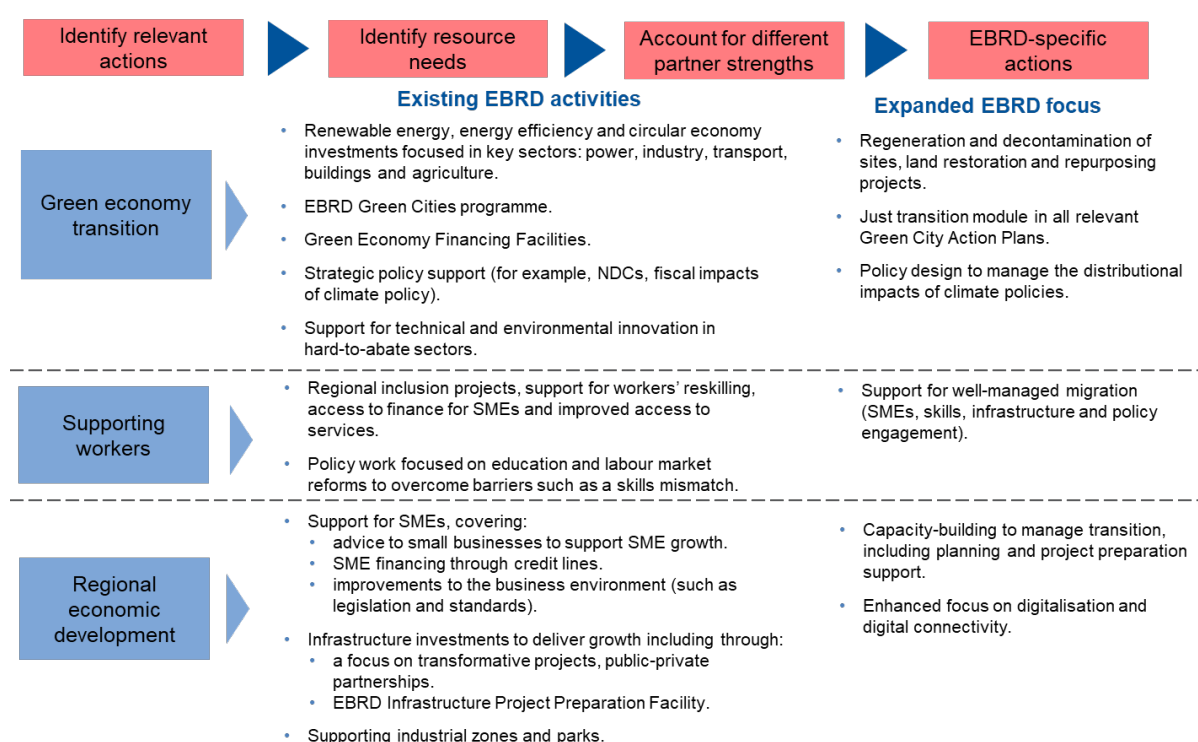 Identify relevant
actions
Identify resource
needs
Account for different
partner strengths
EBRD-specific
actions
Existing EBRD activities
Expanded EBRD focus
Green economy
transition
• Renewable energy, energy efficiency and circular economy
investments focused in key sectors: power, industry, transport,
buildings and agriculture.
• EBRD Green Cities programme.
• Green Economy Financing Facilities.
• Strategic policy support (for example, NDCs, fiscal impacts
of climate policy).
• Support for technical and environmental innovation in
hard-to-abate sectors.
• Regeneration and decontamination of
sites, land restoration and repurposing
projects.
• Just transition module in all relevant
Green City Action Plans.
• Policy design to manage the distributional
impacts of climate policies.
Supporting
workers
• Regional inclusion projects, support for workers' reskilling,
access to finance for SMEs and improved access to
services.
• Policy work focused on education and labour market
reforms to overcome barriers such as a skills mismatch.
• Support for well-managed migration
(SMEs, skills, infrastructure and policy
engagement).
Regional
economic
development
• Support for SMEs, covering:
• advice to small businesses to support SME growth.
• SME financing through credit lines.
• improvements to the business environment (such as
legislation and standards).
• Infrastructure investments to deliver growth including through:
• a focus on transformative projects, public-private
partnerships.
• EBRD Infrastructure Project Preparation Facility.
• Supporting industrial zones and parks.
• Capacity-building to manage transition,
including planning and project preparation
support.
• Enhanced focus on digitalisation and
digital connectivity.